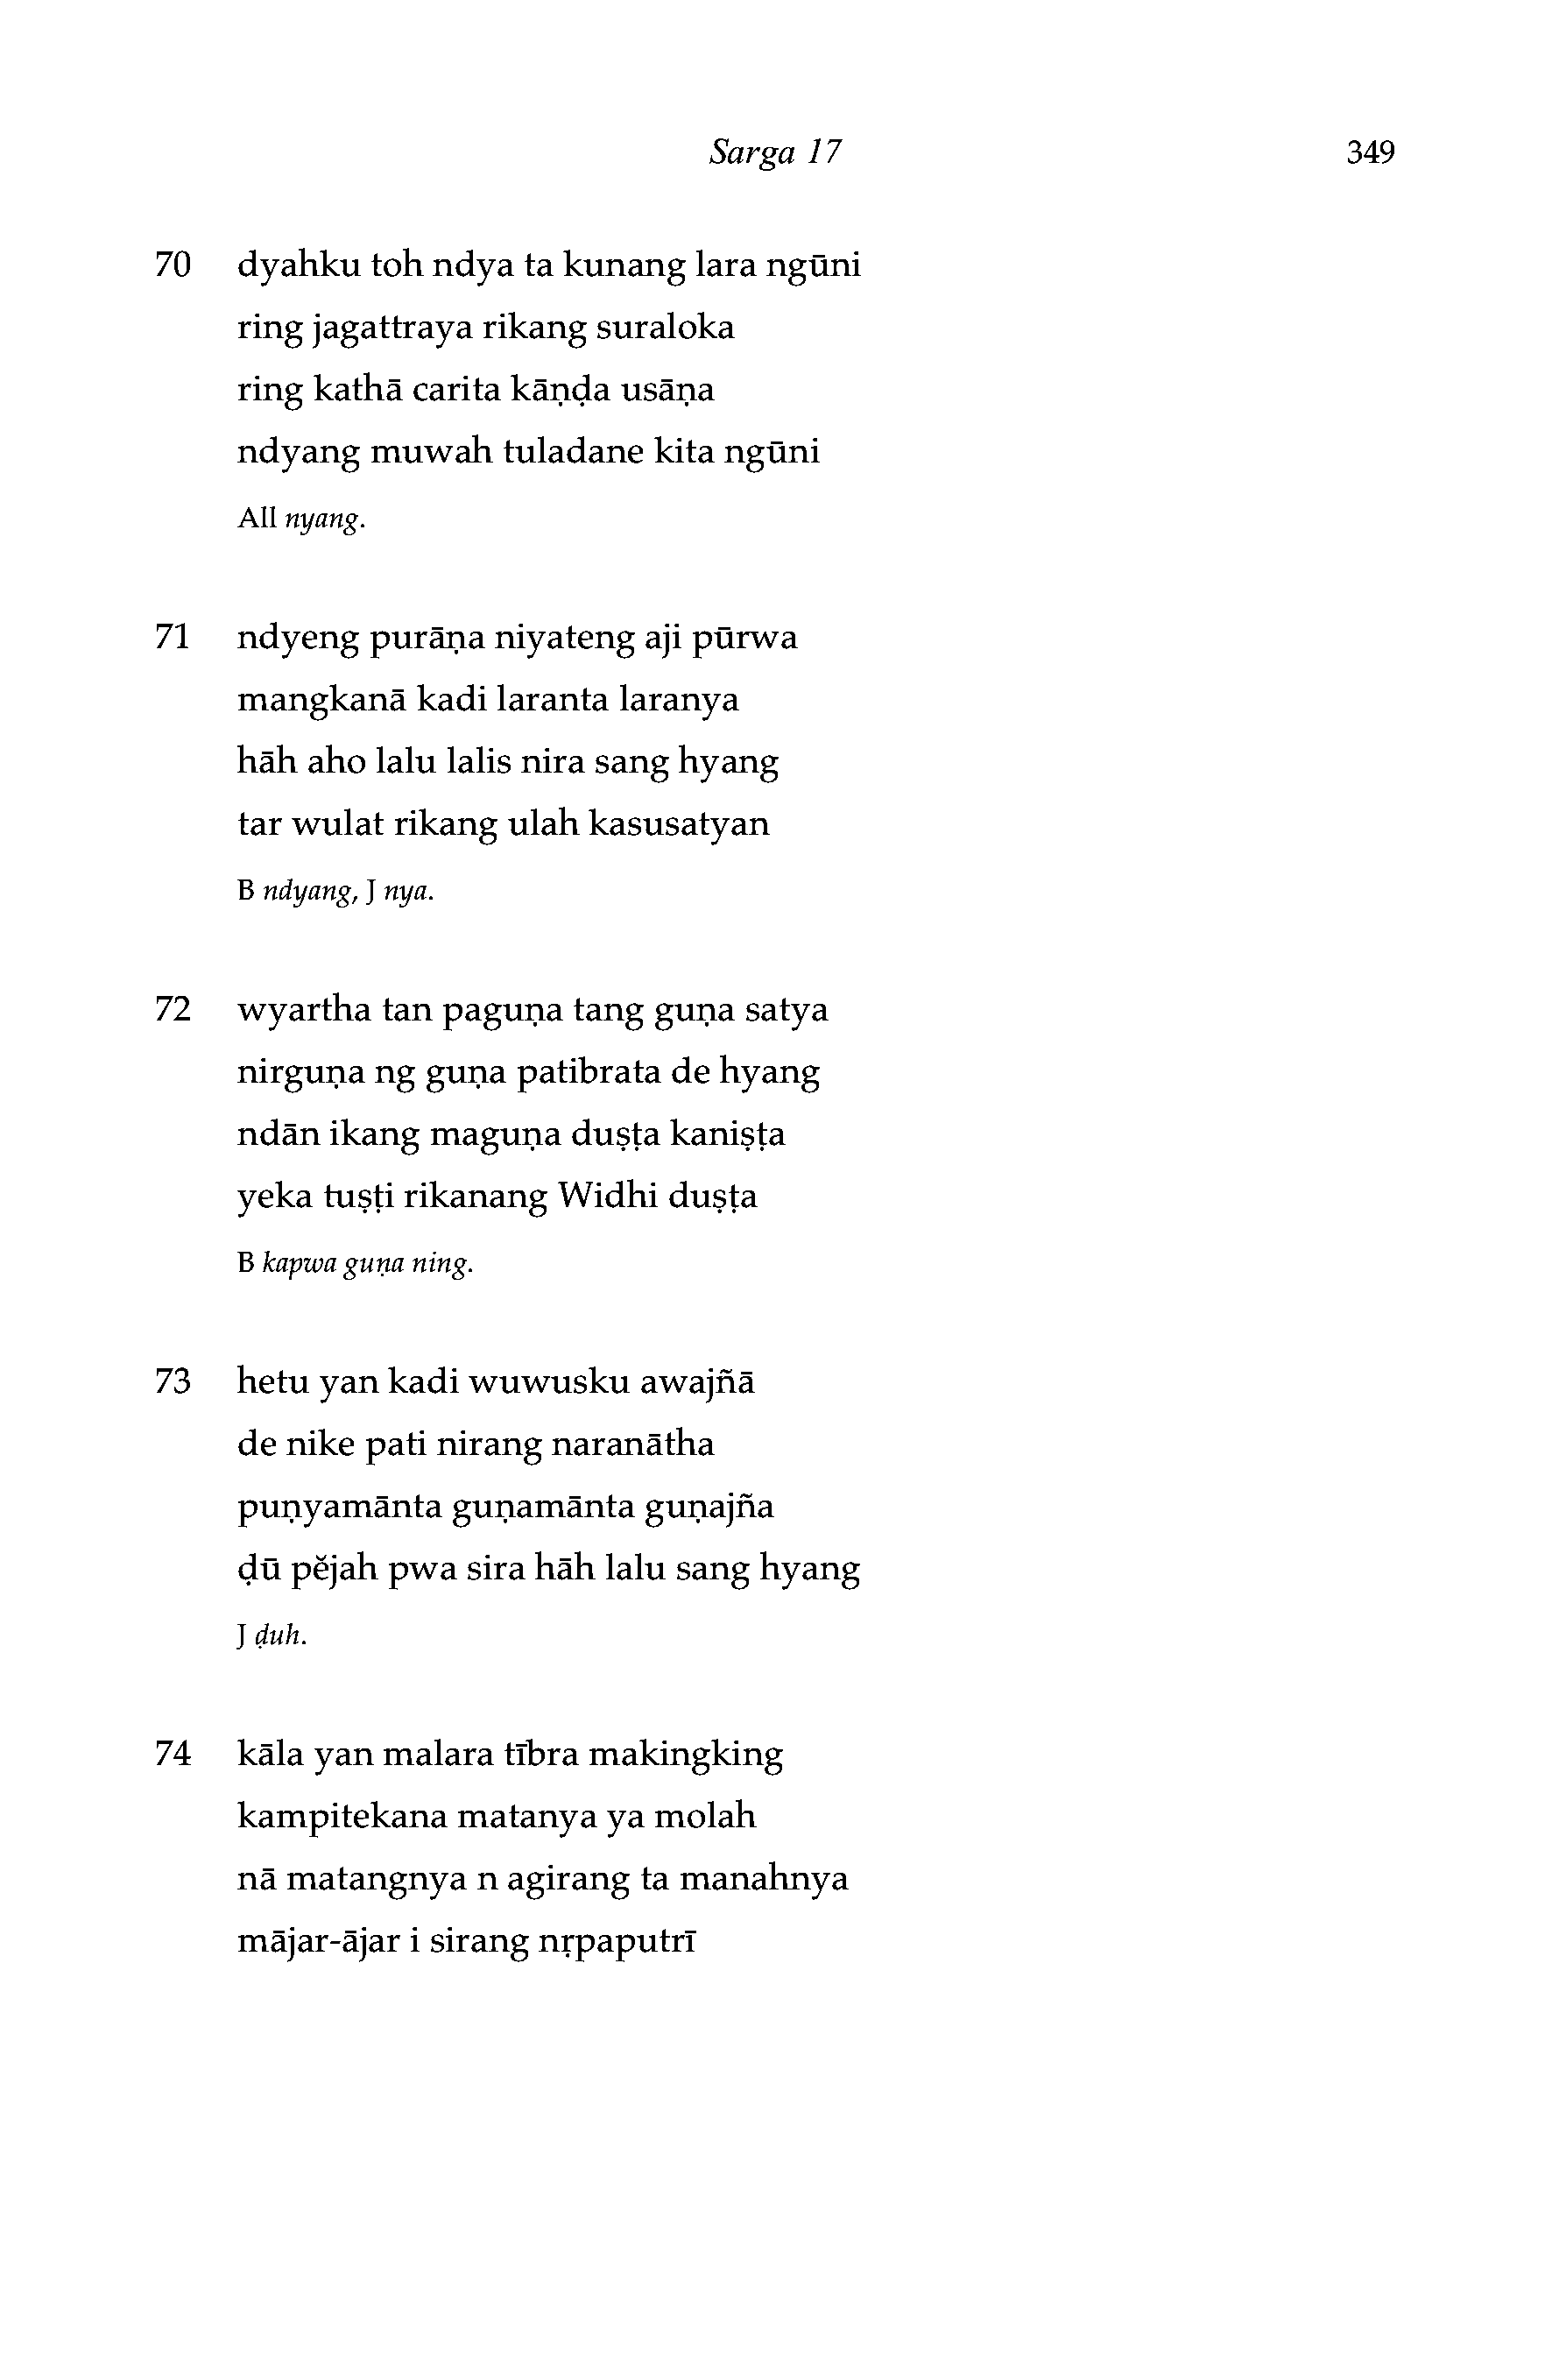 Sarga 17 349
70 dyahku toh ndya ta kunang lara ngūni
ring jagattraya rikang suraloka
ring kathā carita kāṇḍa usāṇa
ndyang muwah tuladane kita ngūni
All nyang.
71 ndyeng purāṇa niyateng aji pūrwa
mangkanā kadi laranta laranya
hāh aho lalu lalis nira sang hyang
tar wulat rikang ulah kasusatyan
B ndyang, J nya.
72 wyartha tan paguṇa tang guṇa satya
nirguṇa ng guṇa patibrata de hyang
ndān ikang maguṇa duṣṭa kaniṣṭa
yeka tuṣṭi rikanang Widhi duṣṭa
B kapwa guṇa ning.
73 hetu yan kadi wuwusku awajñā
de nike pati nirang naranātha
puṇyamānta guṇamānta guṇajña
ḍū pĕjah pwa sira hāh lalu sang hyang
J ḍuh.
74 kāla yan malara tībra makingking
kampitekana matanya ya molah
nā matangnya n agirang ta manahnya
mājar-ājar i sirang nṛpaputrī